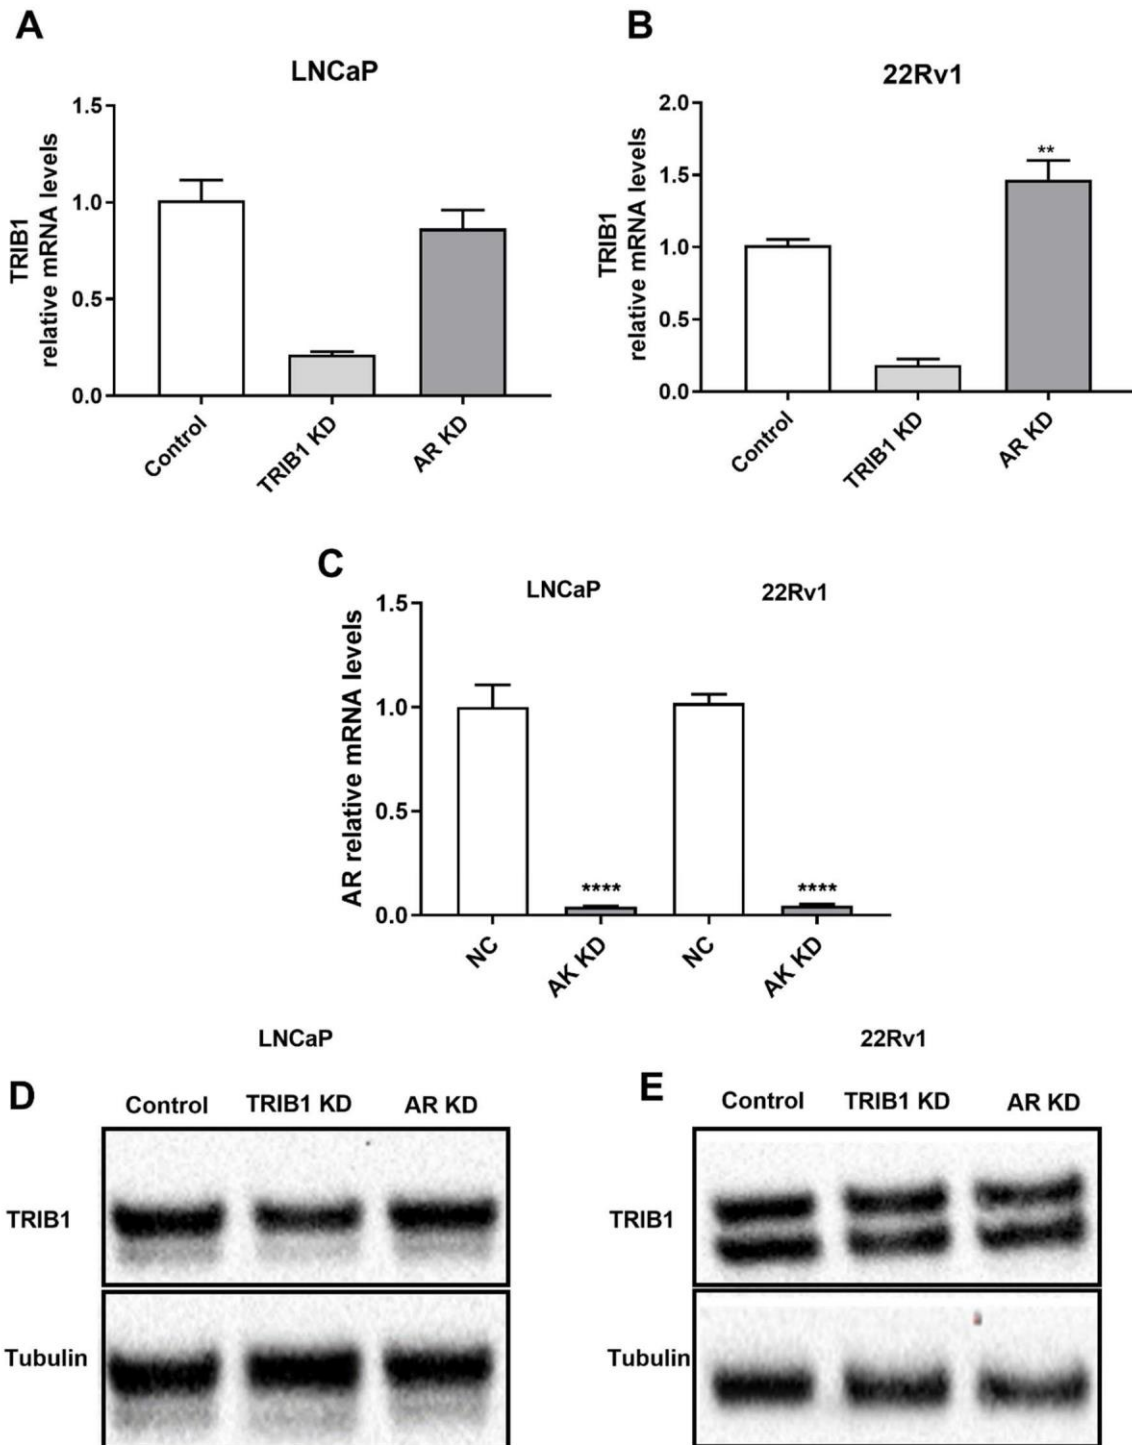 A
B
LNCaP
22Rv1
TRIB1
relative mRNA levels
1.5
1.0
0.5
0.0
Control
TRIB1 KD
AR KD
TRIB1
relative mRNA levels
2.0
1.5
1.0
0.5
0.0
**
Control
TRIB1 KD
AR KD
C
LNCaP
22Rv1
AR relative mRNA levels
1.5
1.0
0.5
0.0
****
****
NC
AK KD
NC
AK KD
LNCaP
22Rv1
D
Control TRIB1 KD AR KD
TRIB1
Tubulin
E
Control TRIB1 KD AR KD
TRIB1
Tubulin